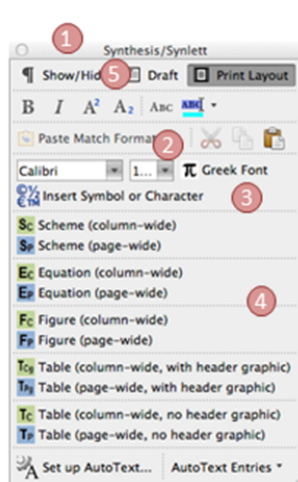 1
Synthesis/Synlett
¶ Show/Hid 5 Draft Print Layout
B I A² A₂ ABC ABC
Paste Match Forma 2
Calibri 1... π Greek Font
Insert Symbol or Character 3
Sc Scheme (column-wide)
Sp Scheme (page-wide)
Ec Equation (column-wide)
Ep Equation (page-wide) 4
Fc Figure (column-wide)
Fp Figure (page-wide)
Tcg Table (column-wide, with header graphic)
Tpg Table (page-wide, with header graphic)
Tc Table (column-wide, no header graphic)
Tp Table (page-wide, no header graphic)
A Set up AutoText... AutoText Entries